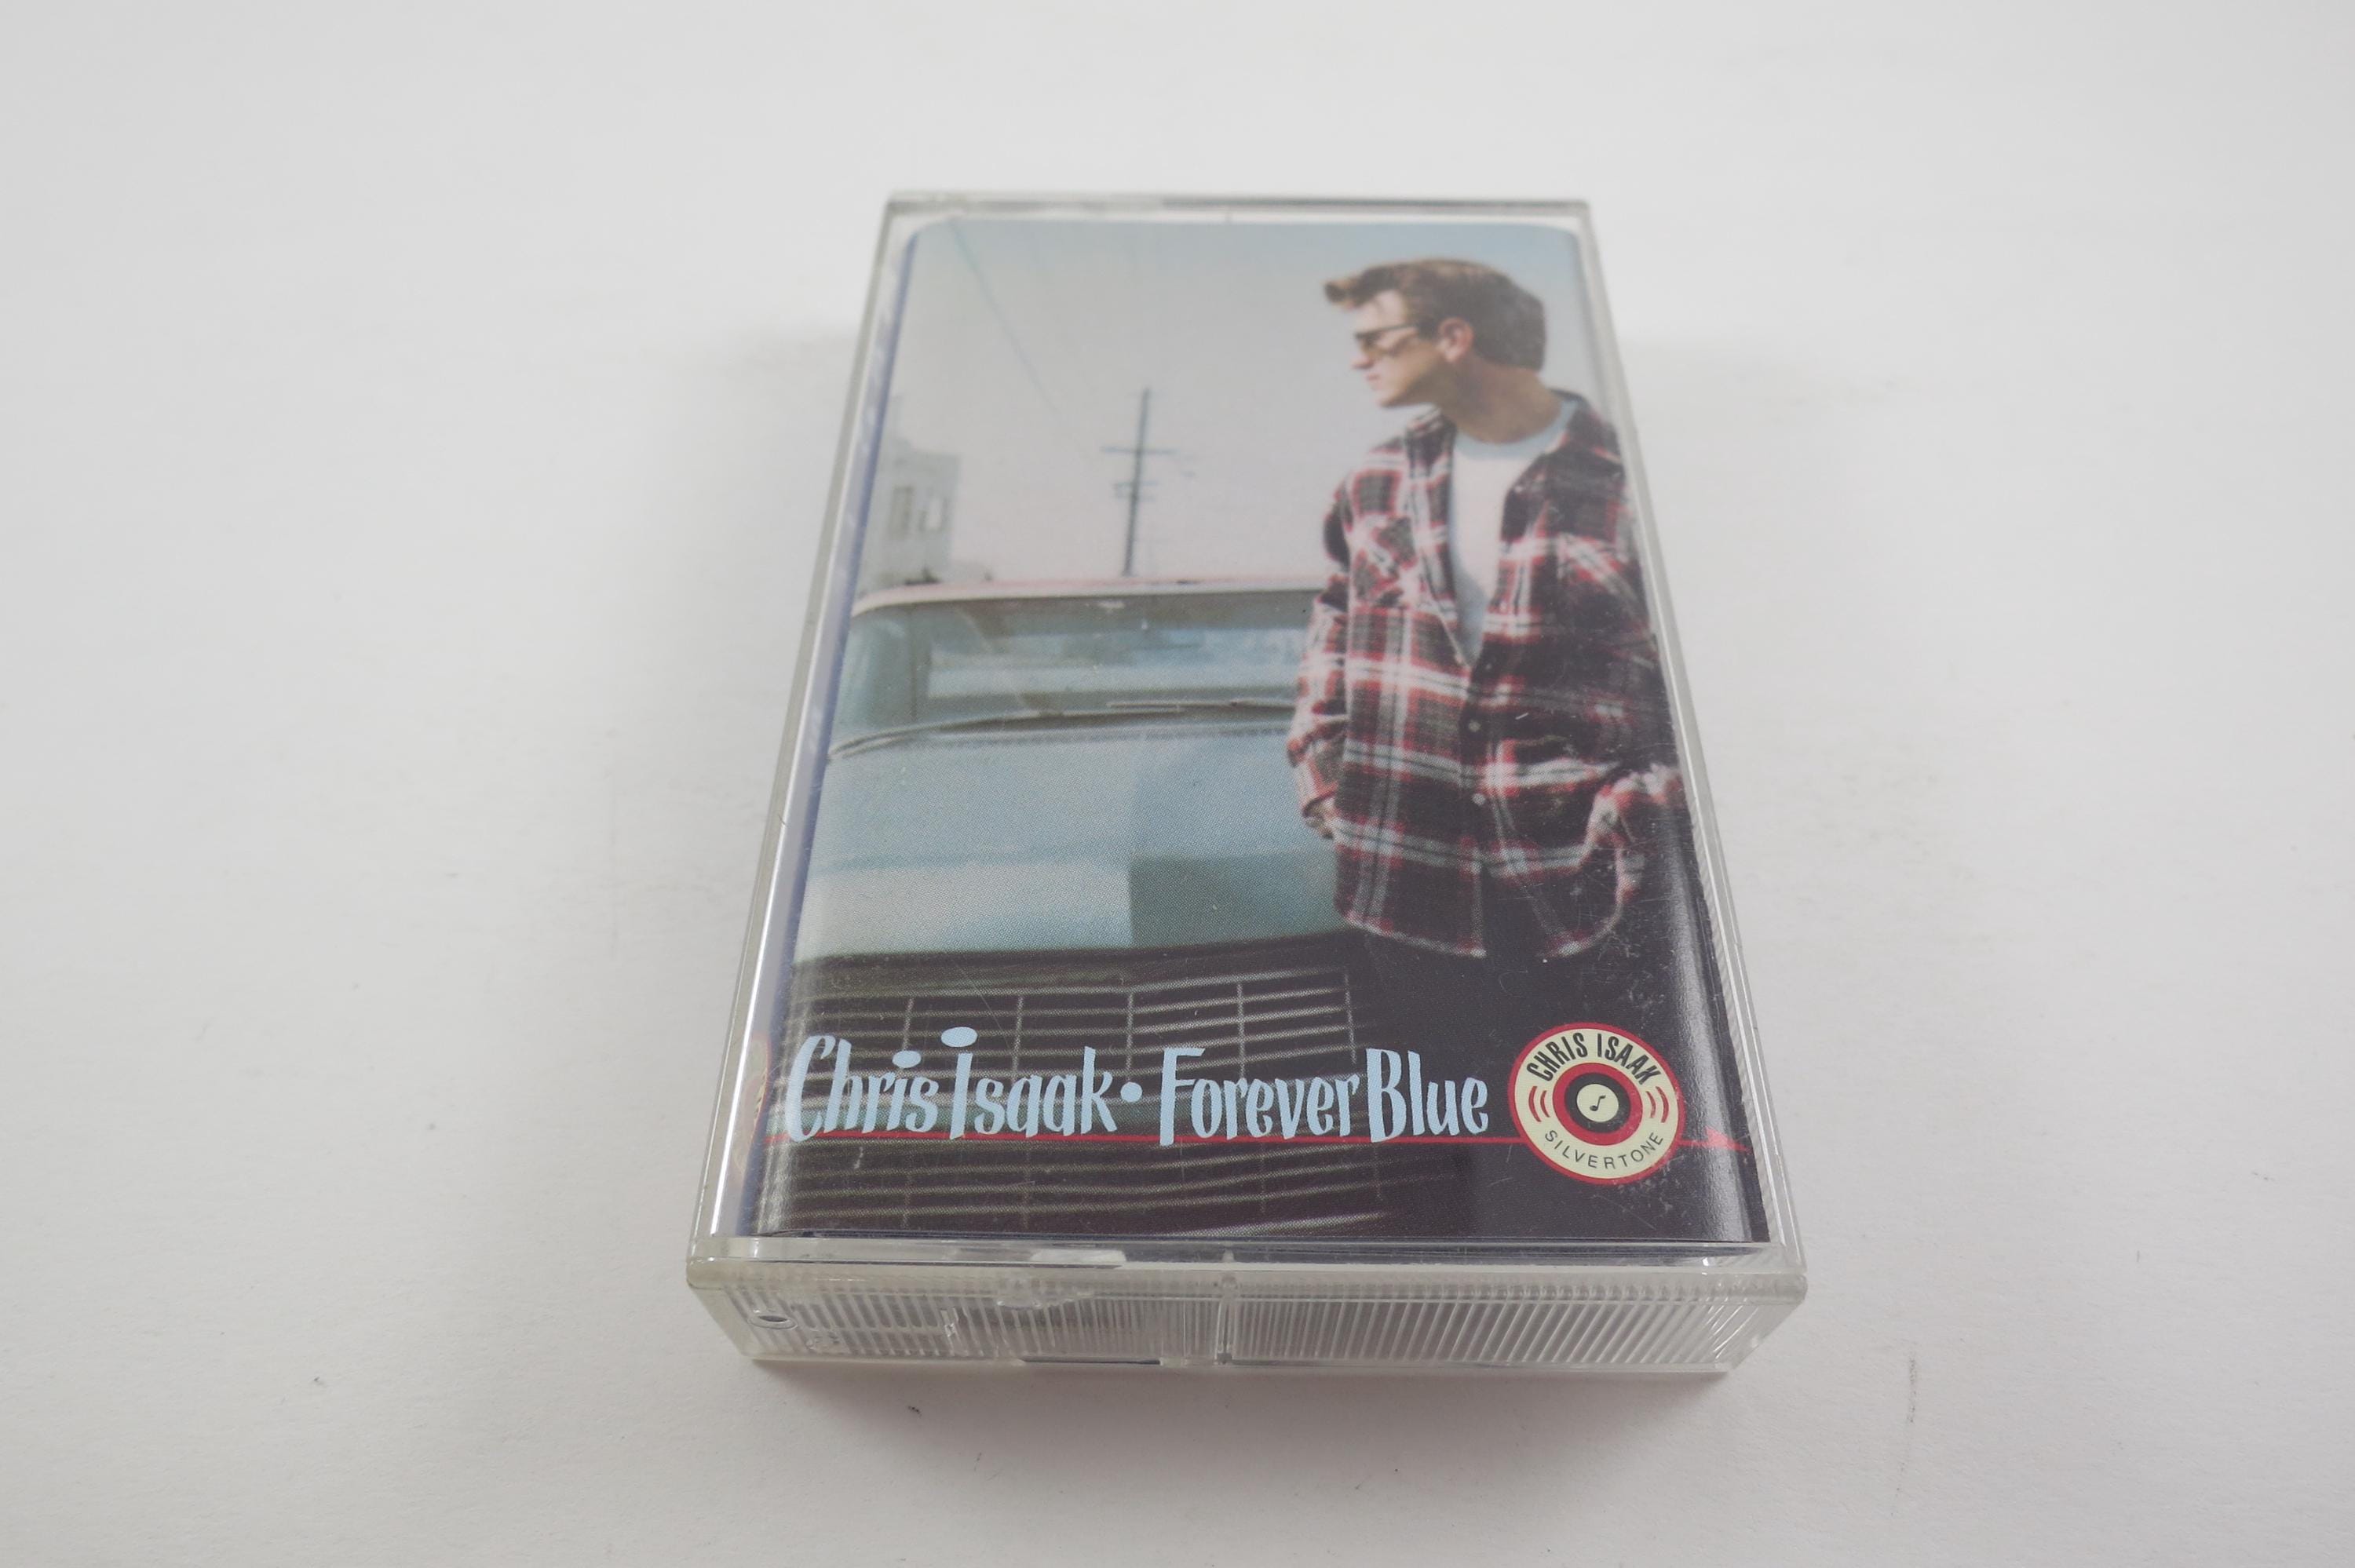 Chris Isaak • Forever Blue
CHRIS ISAAK
SILVERTONE